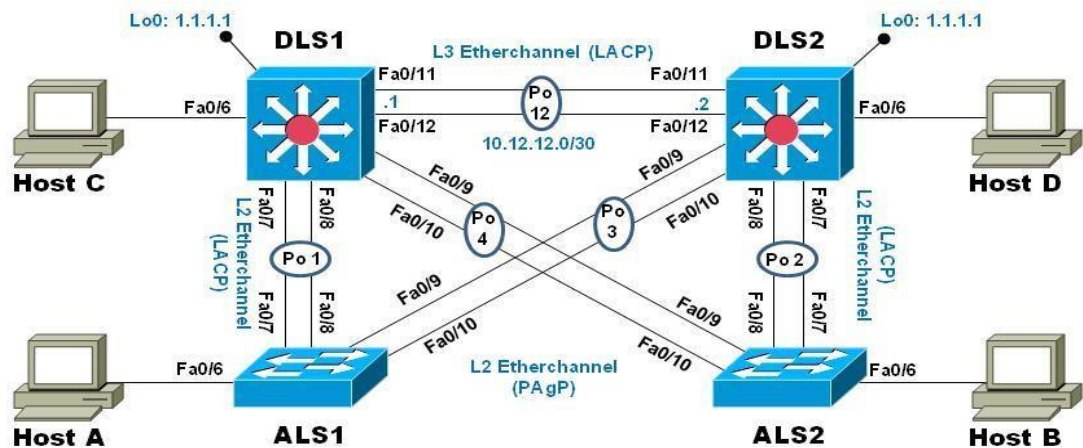 Lo0: 1.1.1.1
Lo0: 1.1.1.1
DLS1
DLS2
L3 Etherchannel (LACP)
Fa0/11
Fa0/11
Fa0/6
.1
Po
12
.2
Fa0/6
Fa0/12
Fa0/12
10.12.12.0/30
Host C
Host D
Fa0/9
Fa0/9
Fa0/10
Fa0/10
Fa0/7
Fa0/8
Po
4
Po
3
Fa0/8
Fa0/7
L2 Etherchannel
(LACP)
Po 1
Po 2
L2 Etherchannel
(LACP)
Fa0/7
Fa0/8
Fa0/9
Fa0/10
Fa0/9
Fa0/10
Fa0/8
Fa0/7
Fa0/6
L2 Etherchannel
(PAgP)
Fa0/6
Host A
ALS1
ALS2
Host B